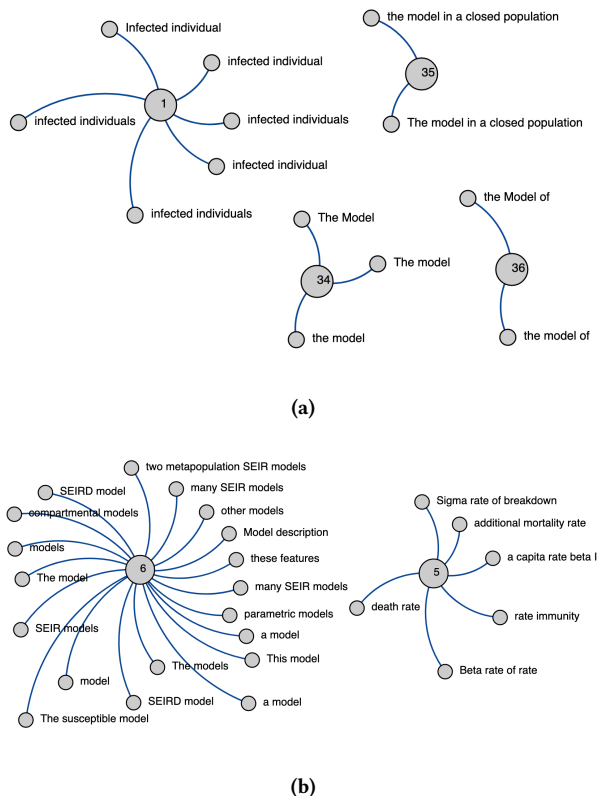 Infected individual
infected individual
1
infected individuals
infected individuals
infected individual
infected individuals
the model in a closed population
35
The model in a closed population
The Model
The model
34
the model
the Model of
36
the model of
(a)
two metapopulation SEIR models
SEIRD model
many SEIR models
compartmental models
other models
Model description
models
these features
6
The model
many SEIR models
parametric models
SEIR models
a model
This model
The models
model
SEIRD model
a model
The susceptible model
Sigma rate of breakdown
additional mortality rate
a capita rate beta I
5
death rate
rate immunity
Beta rate of rate
(b)